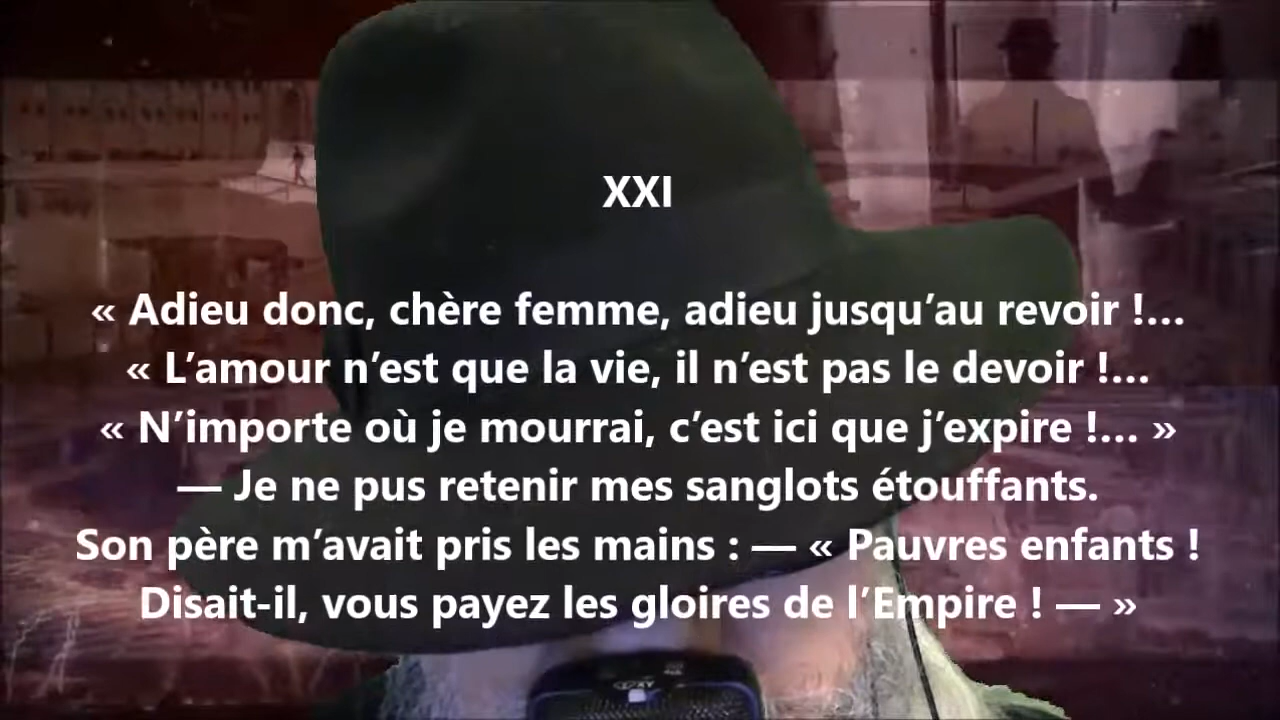 XXI
« Adieu donc, chère femme, adieu jusqu’au revoir !…
« L’amour n’est que la vie, il n’est pas le devoir !…
« N’importe où je mourrai, c’est ici que j’expire !… »
— Je ne pus retenir mes sanglots étouffants.
Son père m’avait pris les mains : — « Pauvres enfants !
Disait-il, vous payez les gloires de l’Empire ! — »